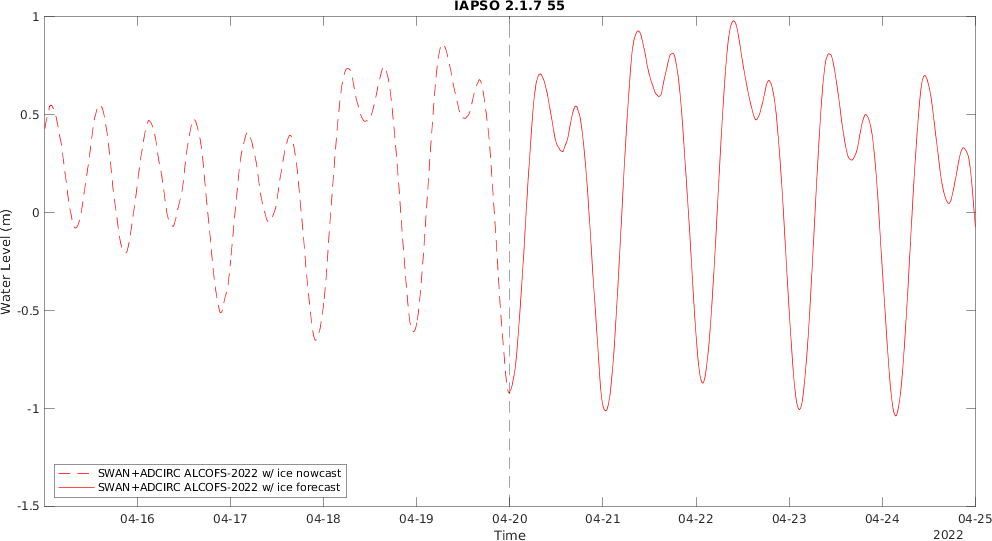 IAPSO 2.1.7 55
Water Level (m)
1
0.5
0
-0.5
-1
-1.5
SWAN+ADCIRC ALCOFS-2022 w/ ice nowcast
SWAN+ADCIRC ALCOFS-2022 w/ ice forecast
04-16 04-17 04-18 04-19 04-20 04-21 04-22 04-23 04-24 04-25
Time
2022